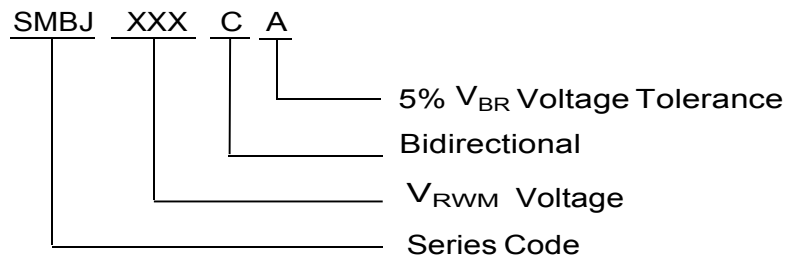 SMBJ XXX C A
5% VBR Voltage Tolerance
Bidirectional
VRWM Voltage
Series Code